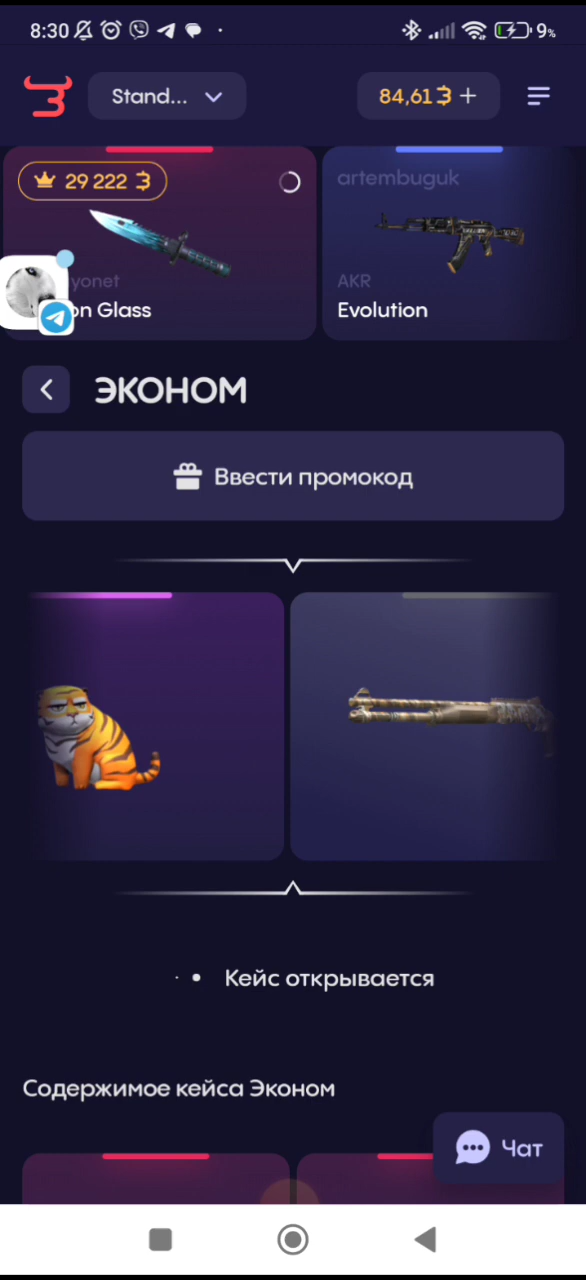 8:30
9%
Stand...
84,61
29 222
artembuguk
yonet
on Glass
AKR
Evolution
ЭКОНОМ
Ввести промокод
Кейс открывается
Содержимое кейса Эконом
Чат